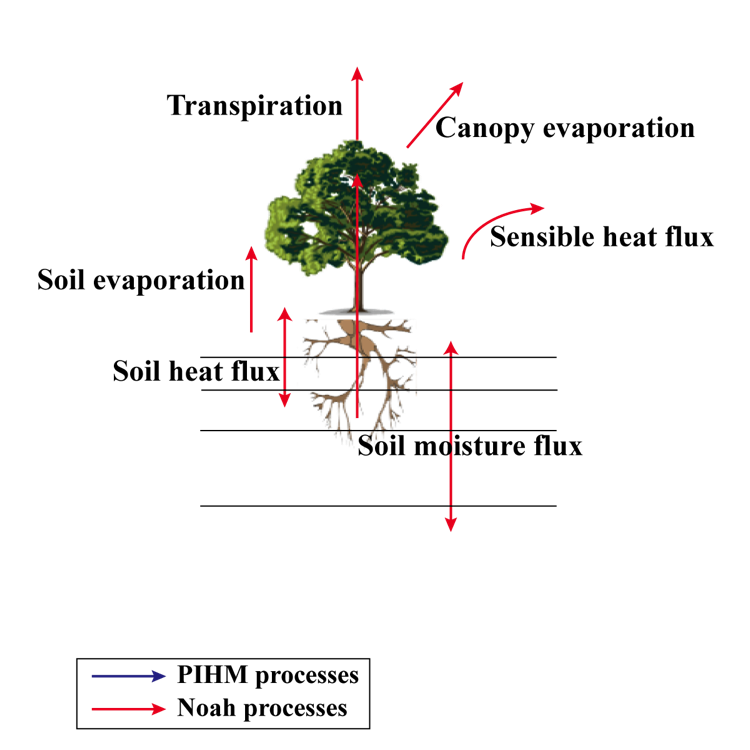 Transpiration
Canopy evaporation
Sensible heat flux
Soil evaporation
Soil heat flux
Soil moisture flux
PIHM processes
Noah processes